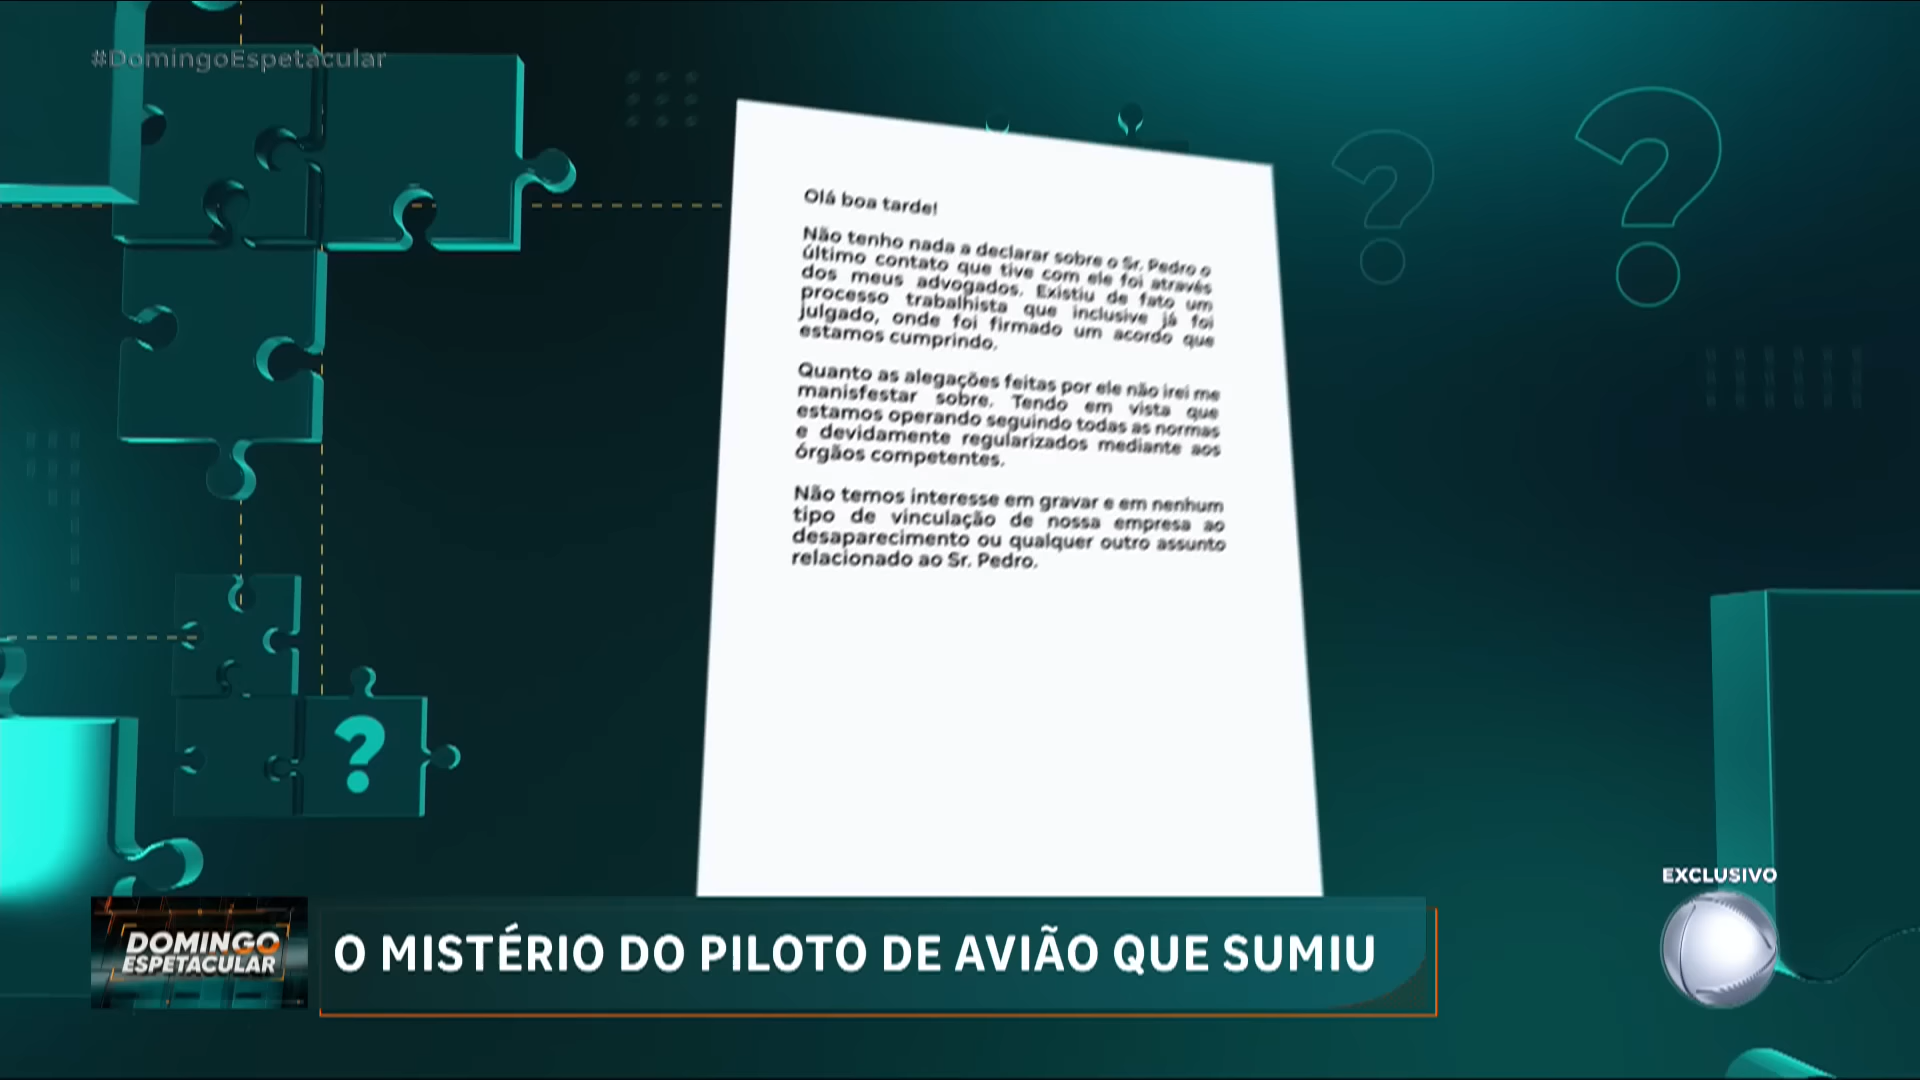 #DomingoEspetacular
Olá boa tarde!
Não tenho nada a declarar sobre o Sr. Pedro o
último contato que tive com ele foi através
dos meus advogados. Existiu de fato um
processo trabalhista que inclusive já foi
julgado, onde foi firmado um acordo que
estamos cumprindo.
Quanto as alegações feitas por ele não irei me
manisfestar sobre. Tendo em vista que
estamos operando seguindo todas as normas
e devidamente regularizados mediante aos
órgãos competentes.
Não temos interesse em gravar e em nenhum
tipo de vinculação de nossa empresa ao
desaparecimento ou qualquer outro assunto
relacionado ao Sr. Pedro.
?
EXCLUSIVO
DOMINGO
ESPETACULAR
O MISTÉRIO DO PILOTO DE AVIÃO QUE SUMIU